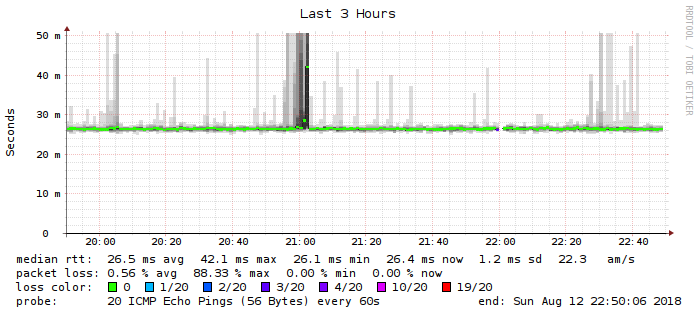 Last 3 Hours
RRDTOOL / TOBI OETIKER
Seconds
50 m
40 m
30 m
20 m
10 m
0
20:00 20:20 20:40 21:00 21:20 21:40 22:00 22:20 22:40
median rtt: 26.5 ms avg 42.1 ms max 26.1 ms min 26.4 ms now 1.2 ms sd 22.3 am/s
packet loss: 0.56 % avg 88.33 % max 0.00 % min 0.00 % now
loss color: 0 1/20 2/20 3/20 4/20 10/20 19/20
probe: 20 ICMP Echo Pings (56 Bytes) every 60s end: Sun Aug 12 22:50:06 2018